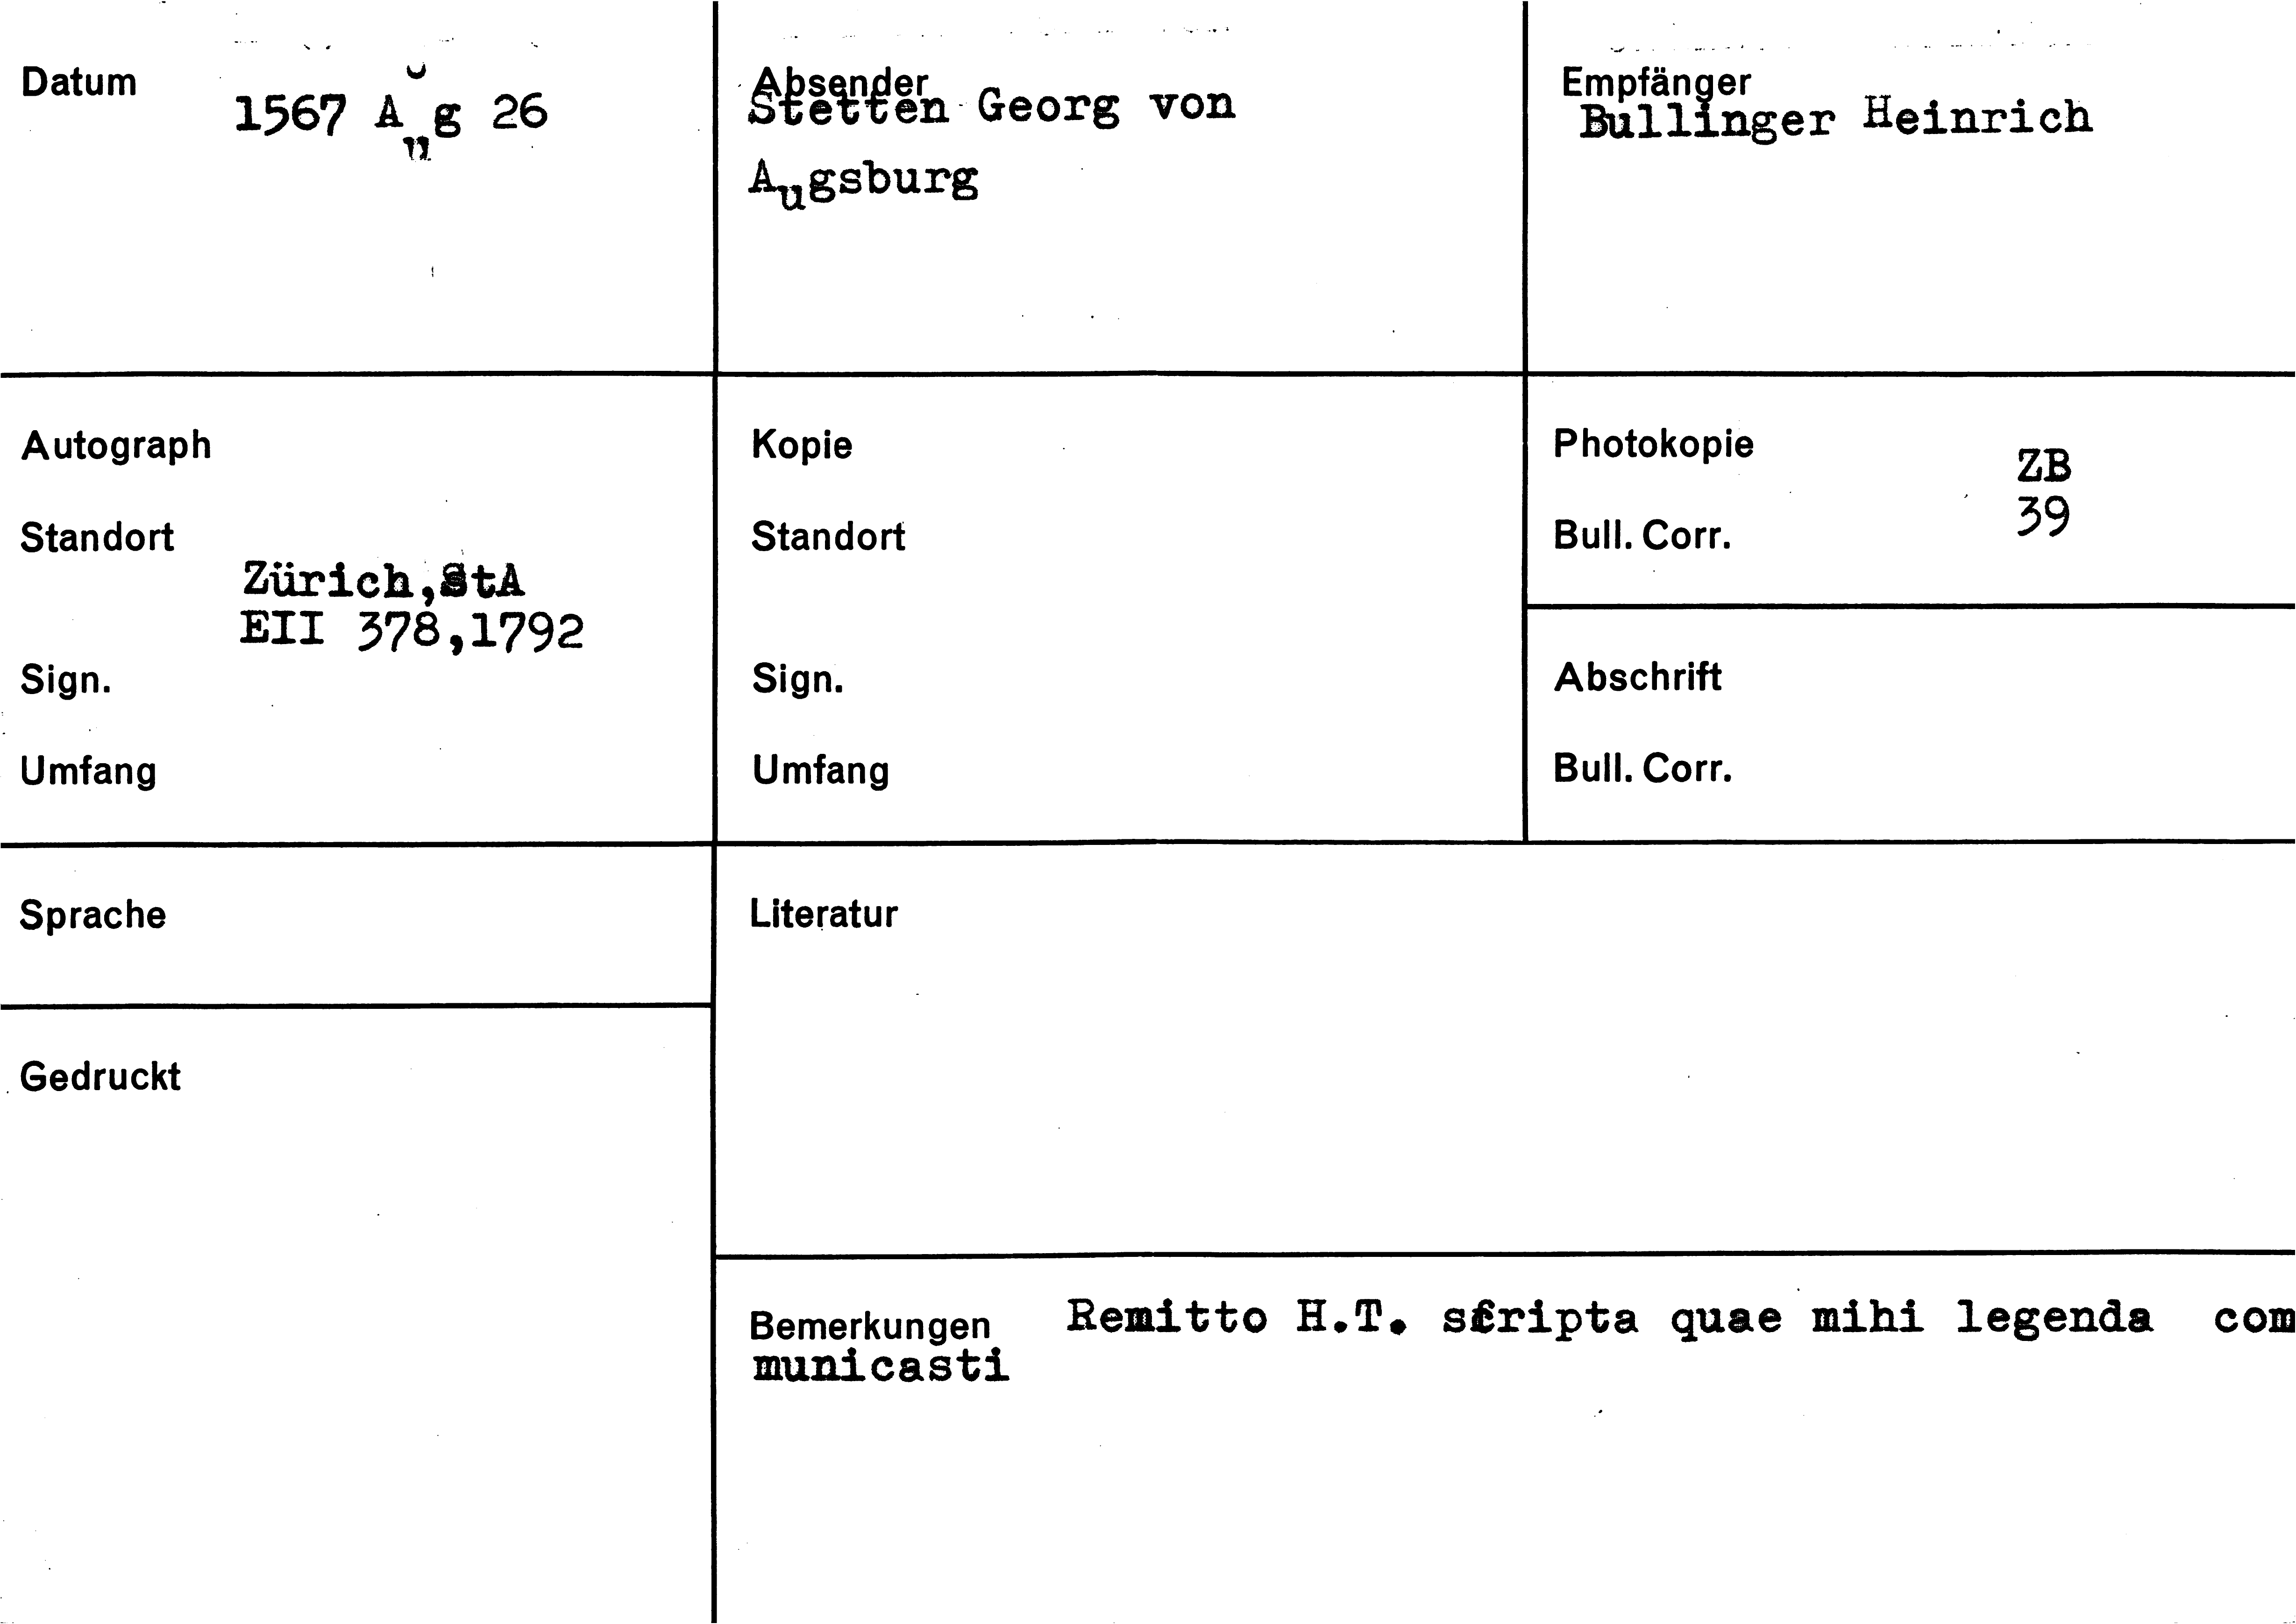 Datum
1567 Aug 26
Absender
Stetten Georg von
Augsburg
Empfänger
Bullinger Heinrich
Autograph
Standort
Zürich,StA
EII 378,1792
Sign.
Umfang
Kopie
Standort
Sign.
Umfang
Photokopie
ZB
Bull. Corr.
39
Abschrift
Bull. Corr.
Sprache
Literatur
Gedruckt
Bemerkungen Remitto H.T. scripta quae mihi legenda com
municasti